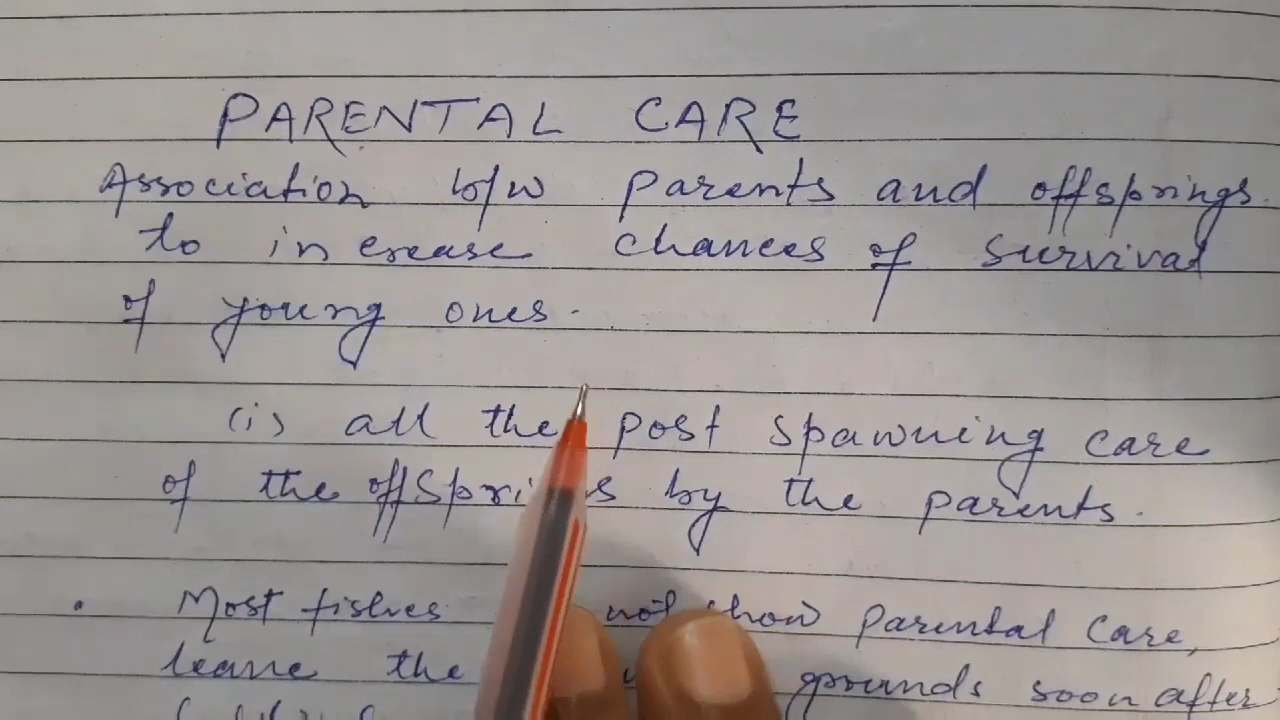 PARENTAL CARE
Association b/w parents and offsprings.
to increase chances of survival
of young ones.
(i) all the post spawning care
of the offsprings by the parents.
Most fishes not show Parental Care,
leave the grounds soon after